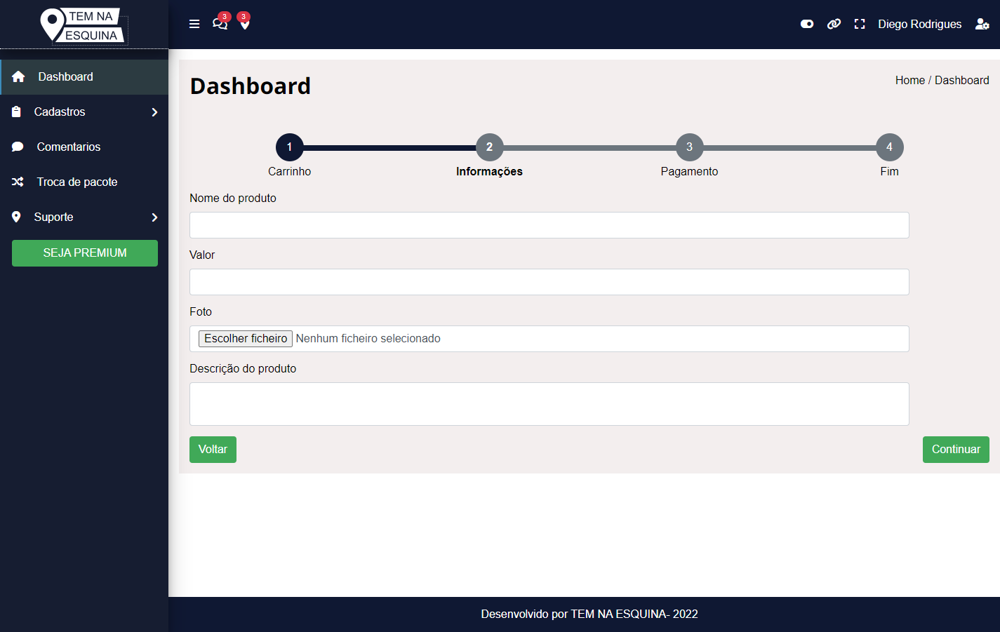 TEM NA
ESQUINA
3
3
Diego Rodrigues
Dashboard
Cadastros
Comentarios
Troca de pacote
Suporte
SEJA PREMIUM
Dashboard
Home / Dashboard
1
2
3
4
Carrinho
Informações
Pagamento
Fim
Nome do produto
Valor
Foto
Escolher ficheiro Nenhum ficheiro selecionado
Descrição do produto
Voltar
Continuar
Desenvolvido por TEM NA ESQUINA- 2022